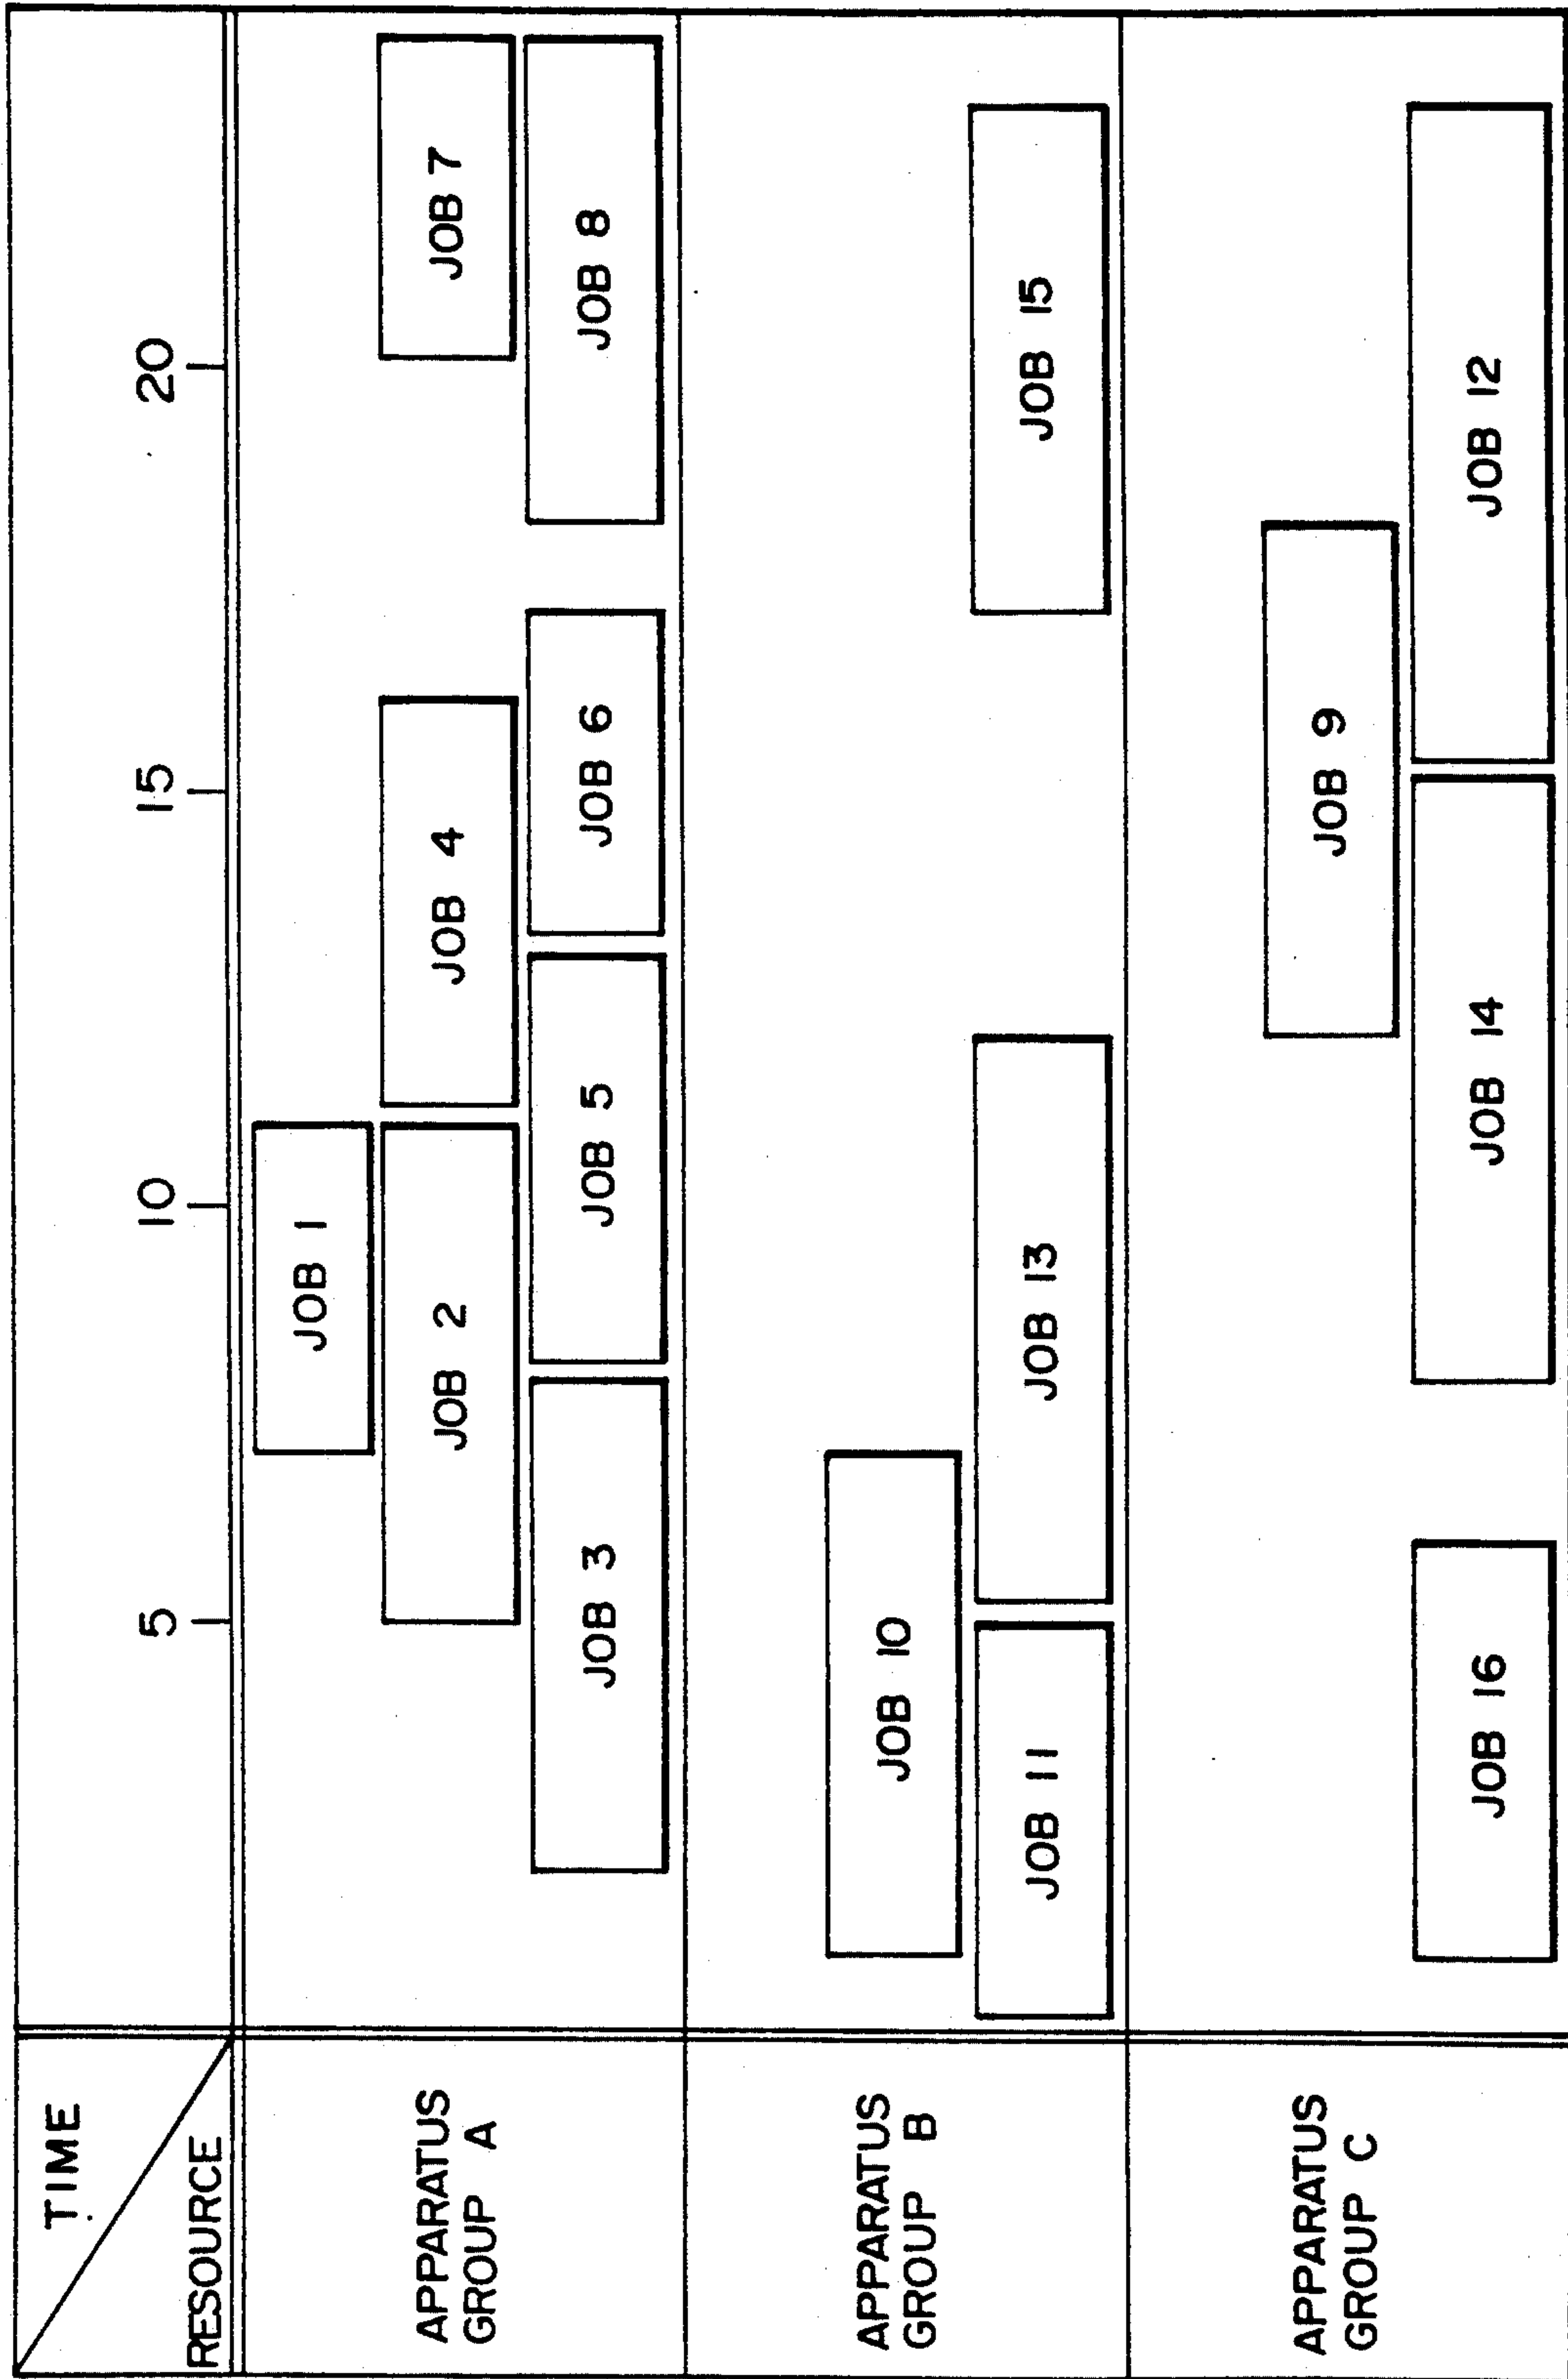 TIME
RESOURCE
5
10
15
20
APPARATUS
GROUP A
JOB 1
JOB 2
JOB 4
JOB 7
JOB 3
JOB 5
JOB 6
JOB 8
APPARATUS
GROUP B
JOB 10
JOB 11
JOB 13
JOB 15
APPARATUS
GROUP C
JOB 9
JOB 16
JOB 14
JOB 12